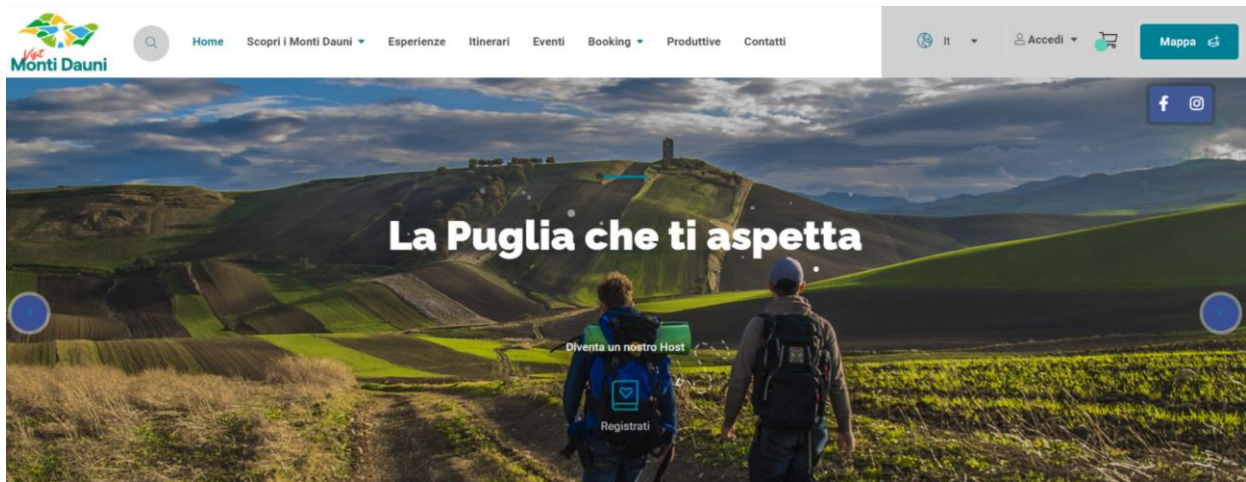 Visit
Monti Dauni
Home Scopri i Monti Dauni Esperienze Itinerari Eventi Booking Produttive Contatti
It Accedi Mappa
La Puglia che ti aspetta
Diventa un nostro Host
Registrati